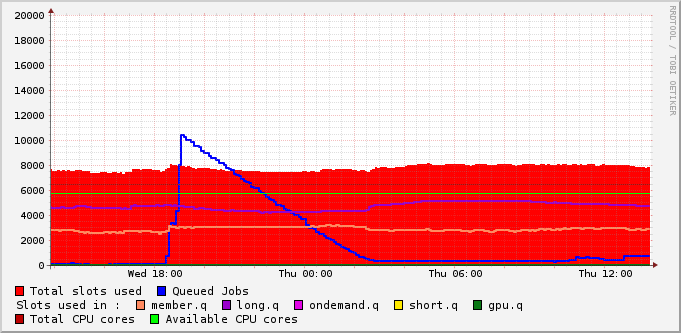 20000
18000
16000
14000
12000
10000
8000
6000
4000
2000
0
Wed 18:00 Thu 00:00 Thu 06:00 Thu 12:00
Total slots used Queued Jobs
Slots used in : member.q long.q ondemand.q short.q gpu.q
Total CPU cores Available CPU cores
RRDTOOL / TOBI OETIKER